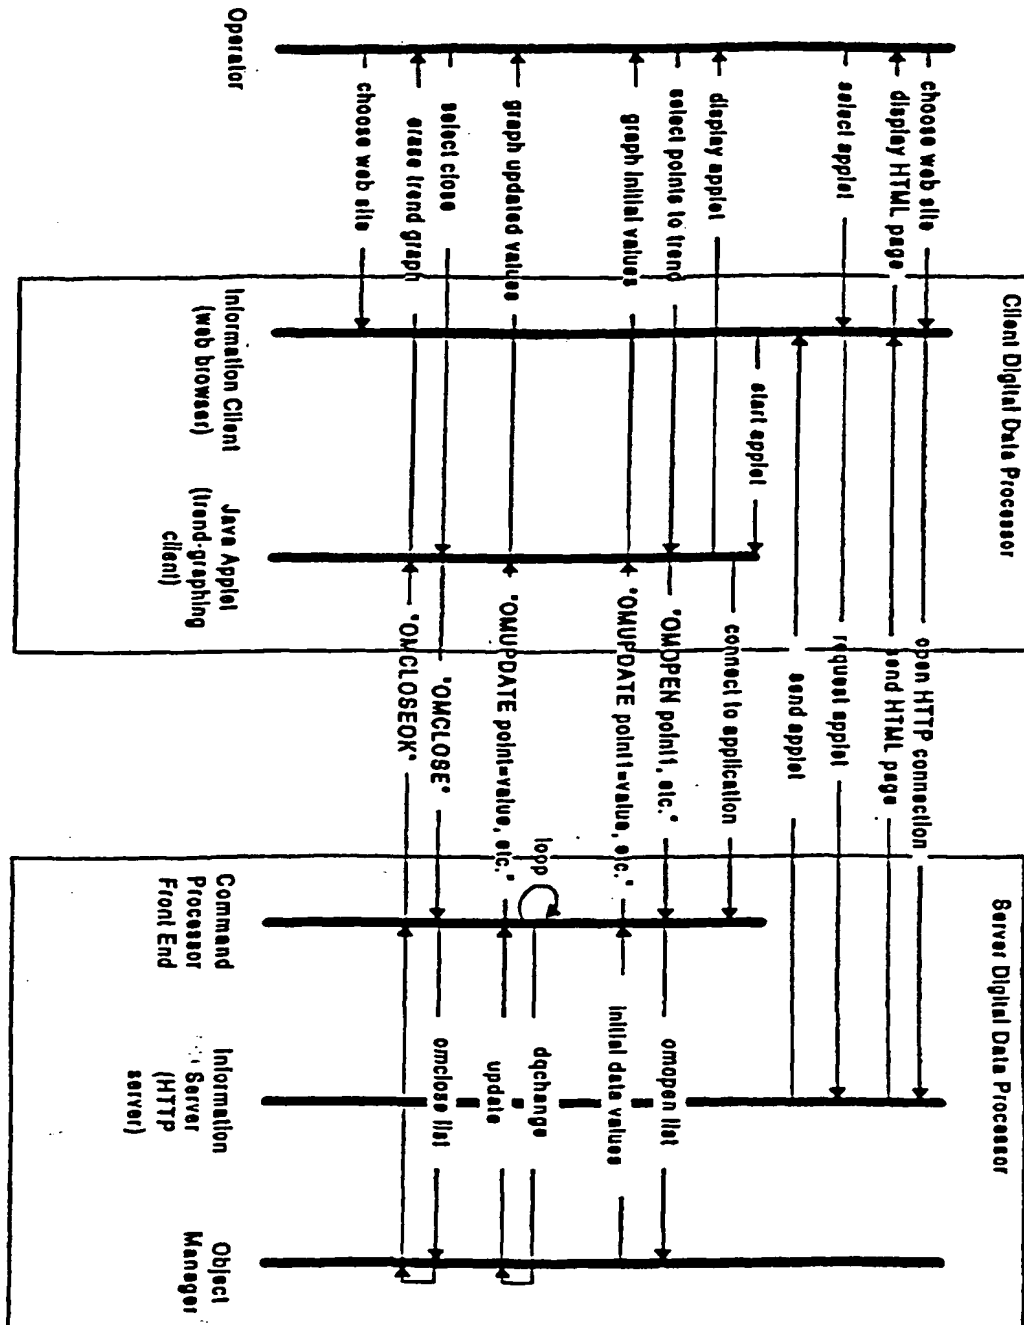 Client Digital Data Processor
Server Digital Data Processor
choose web site
open HTTP connection
display HTML page
send HTML page
select applet
request applet
send applet
start applet
connect to application
display applet
select points to trend
"OMOPEN point1, etc."
omopen list
graph initial values
"OMUPDATE point1=value, etc."
initial data values
loop
dqchange
graph updated values
"OMUPDATE point=value, etc."
update
select close
"OMCLOSE"
omclose list
erase trend graph
"OMCLOSEOK"
choose web site
Operator
Information Client
(web browser)
Java Applet
(trend-graphing
client)
Command
Processor
Front End
Information
Server
(HTTP
server)
Object
Manager